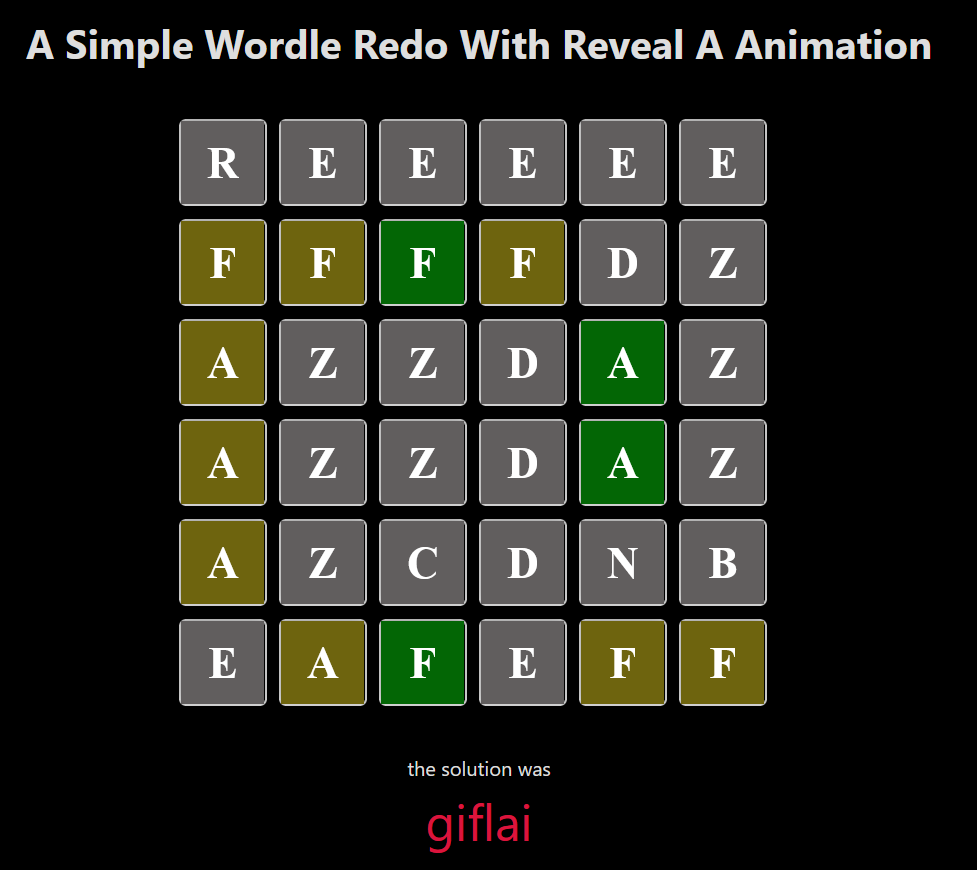 A Simple Wordle Redo With Reveal A Animation
R E E E E E
F F F F D Z
A Z Z D A Z
A Z Z D A Z
A Z C D N B
E A F E F F
the solution was
giflai